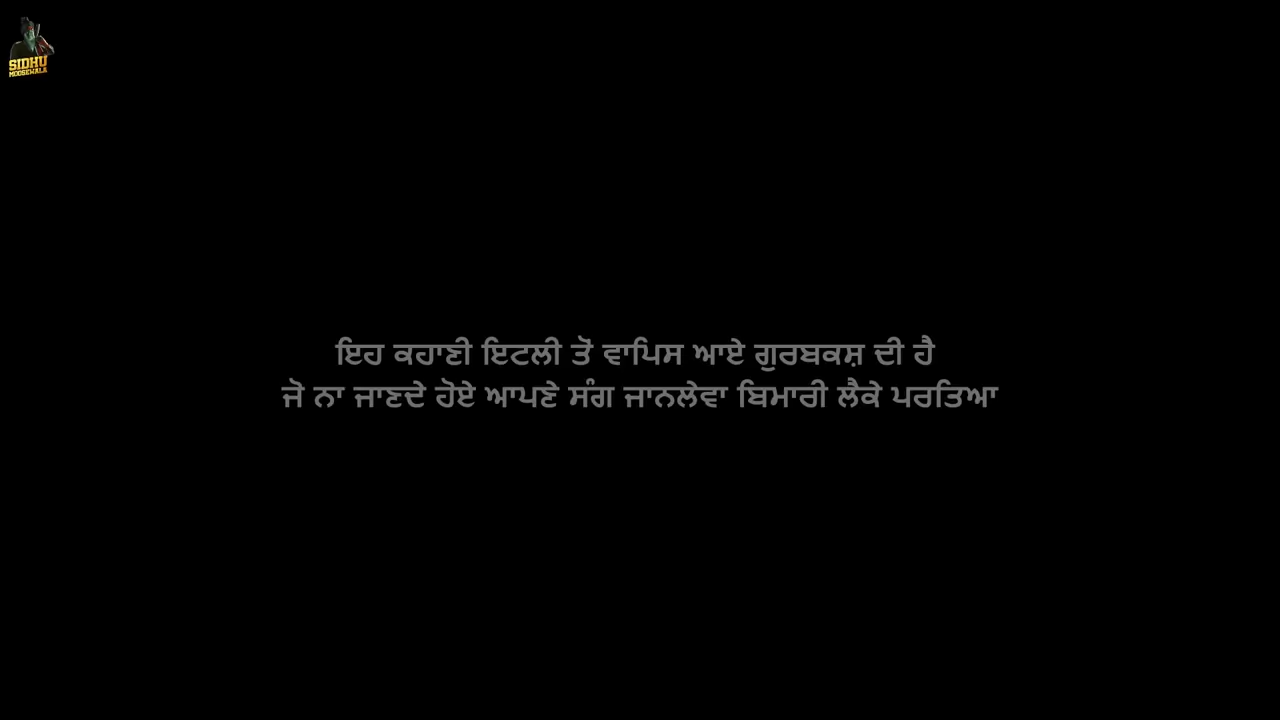 SIDHU
MOOSEWALA
ਇਹ ਕਹਾਣੀ ਇਟਲੀ ਤੋਂ ਵਾਪਿਸ ਆਏ ਗੁਰਬਕਸ਼ ਦੀ ਹੈ
ਜੋ ਨਾ ਜਾਣਦੇ ਹੋਏ ਆਪਣੇ ਸੰਗ ਜਾਨਲੇਵਾ ਬਿਮਾਰੀ ਲੈਕੇ ਪਰਤਿਆ